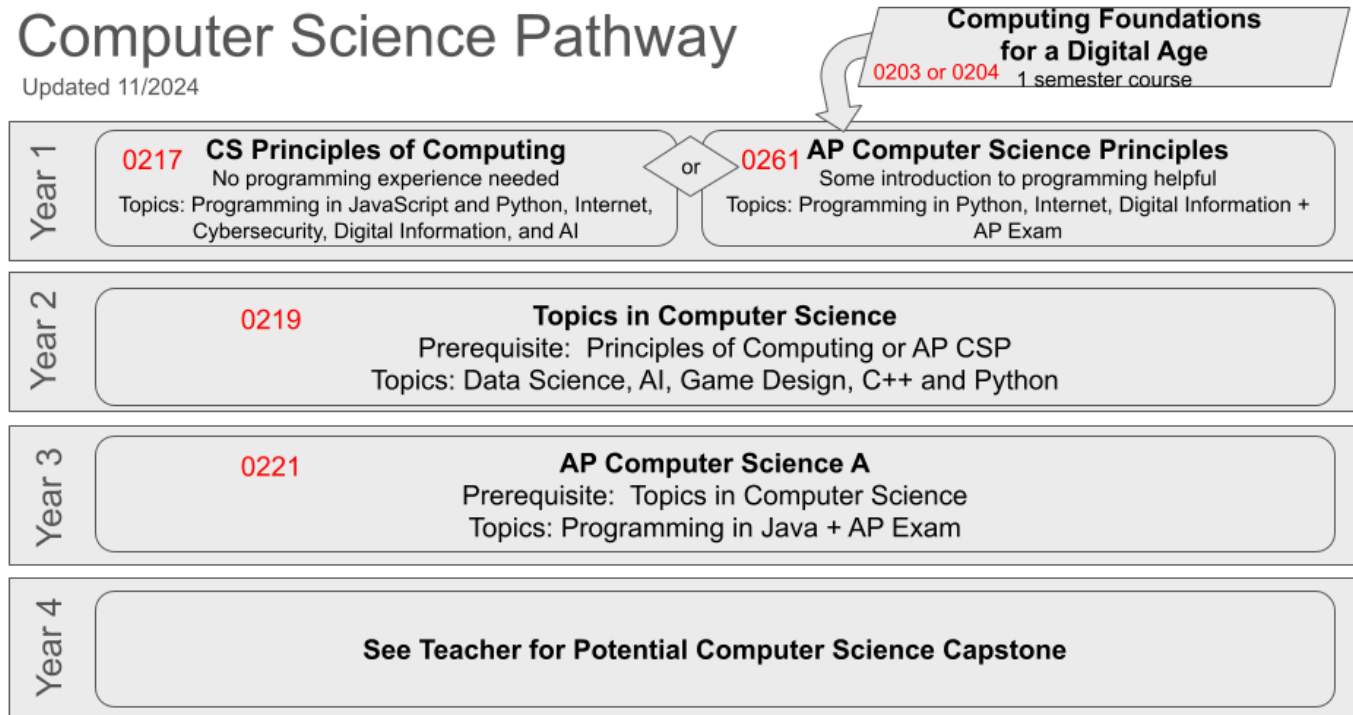 Computer Science Pathway
Updated 11/2024
Computing Foundations
for a Digital Age
0203 or 0204 1 semester course
Year 1
0217 CS Principles of Computing
No programming experience needed
Topics: Programming in JavaScript and Python, Internet,
Cybersecurity, Digital Information, and AI
or
0261 AP Computer Science Principles
Some introduction to programming helpful
Topics: Programming in Python, Internet, Digital Information +
AP Exam
Year 2
0219 Topics in Computer Science
Prerequisite: Principles of Computing or AP CSP
Topics: Data Science, AI, Game Design, C++ and Python
Year 3
0221 AP Computer Science A
Prerequisite: Topics in Computer Science
Topics: Programming in Java + AP Exam
Year 4
See Teacher for Potential Computer Science Capstone